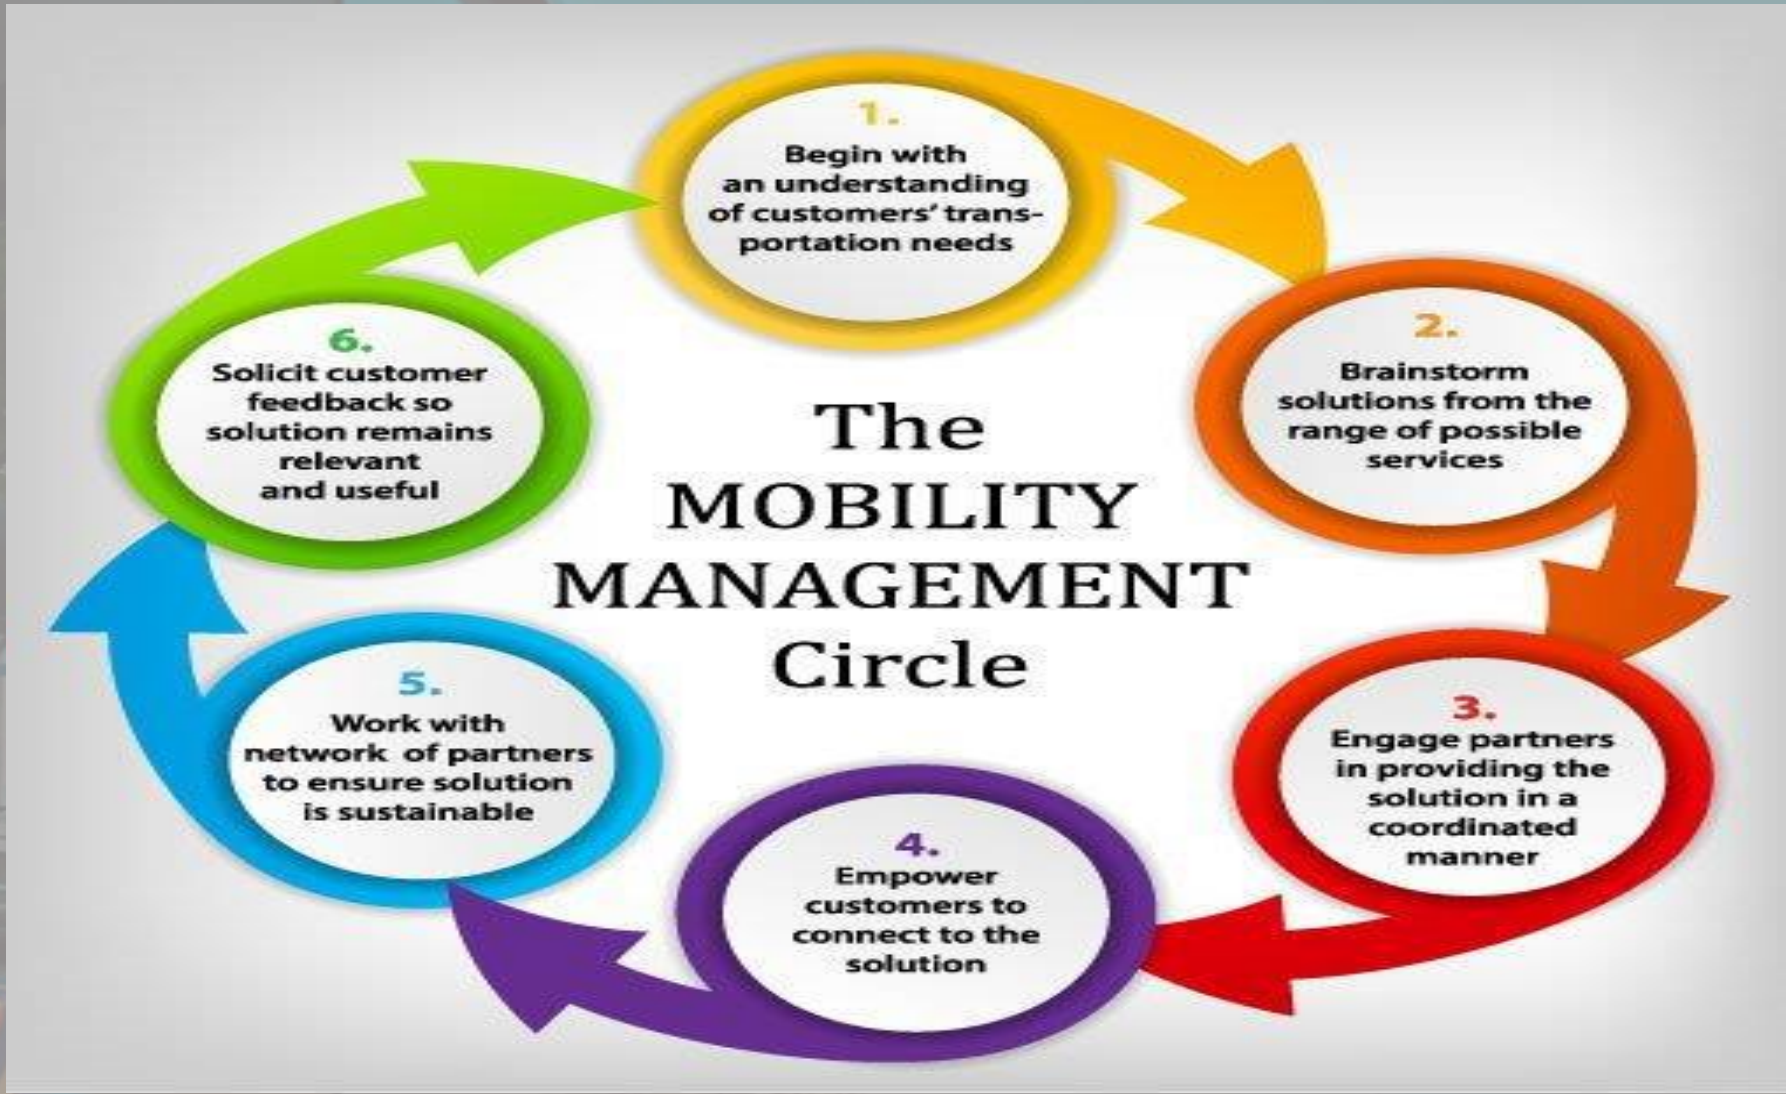 1.
Begin with
an understanding
of customers' trans-
portation needs
2.
Brainstorm
solutions from the
range of possible
services
3.
Engage partners
in providing the
solution in a
coordinated
manner
4.
Empower
customers to
connect to the
solution
5.
Work with
network of partners
to ensure solution
is sustainable
6.
Solicit customer
feedback so
solution remains
relevant
and useful
The
MOBILITY
MANAGEMENT
Circle